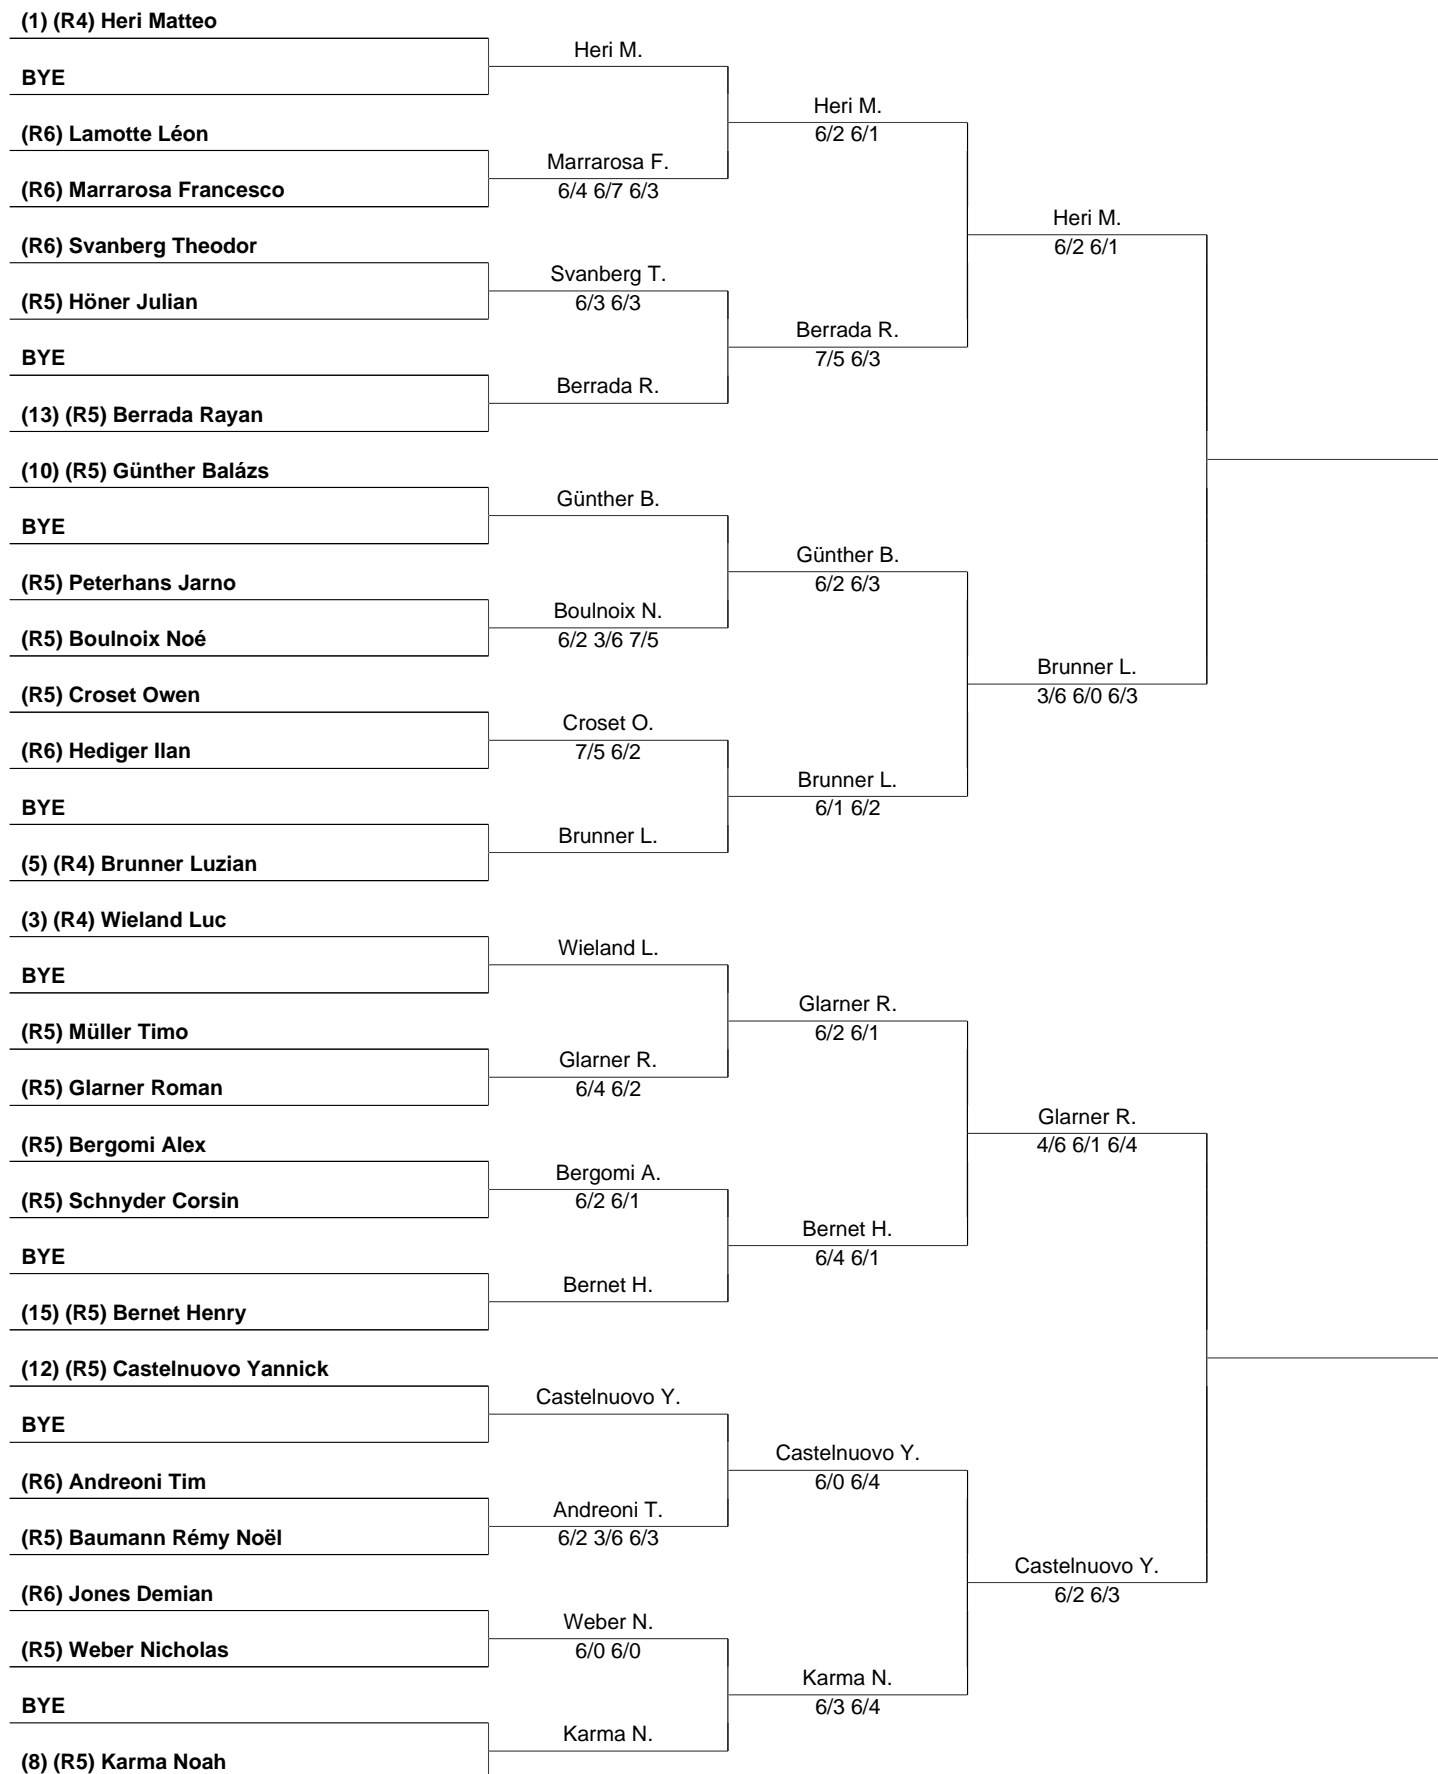 (1) (R4) Heri Matteo
BYE
(R6) Lamotte Léon
(R6) Marrarosa Francesco
(R6) Svanberg Theodor
(R5) Höner Julian
BYE
(13) (R5) Berrada Rayan
(10) (R5) Günther Balázs
BYE
(R5) Peterhans Jarno
(R5) Boulnoix Noé
(R5) Croset Owen
(R6) Hediger Ilan
BYE
(5) (R4) Brunner Luzian
(3) (R4) Wieland Luc
BYE
(R5) Müller Timo
(R5) Glarner Roman
(R5) Bergomi Alex
(R5) Schnyder Corsin
BYE
(15) (R5) Bernet Henry
(12) (R5) Castelnuovo Yannick
BYE
(R6) Andreoni Tim
(R5) Baumann Rémy Noël
(R6) Jones Demian
(R5) Weber Nicholas
BYE
(8) (R5) Karma Noah
Heri M.
Marrarosa F.
6/4 6/7 6/3
Svanberg T.
6/3 6/3
Berrada R.
Günther B.
Boulnoix N.
6/2 3/6 7/5
Croset O.
7/5 6/2
Brunner L.
Wieland L.
Glarner R.
6/4 6/2
Bergomi A.
6/2 6/1
Bernet H.
Castelnuovo Y.
Andreoni T.
6/2 3/6 6/3
Weber N.
6/0 6/0
Karma N.
Heri M.
6/2 6/1
Berrada R.
7/5 6/3
Günther B.
6/2 6/3
Brunner L.
6/1 6/2
Glarner R.
6/2 6/1
Bernet H.
6/4 6/1
Castelnuovo Y.
6/0 6/4
Karma N.
6/3 6/4
Heri M.
6/2 6/1
Brunner L.
3/6 6/0 6/3
Glarner R.
4/6 6/1 6/4
Castelnuovo Y.
6/2 6/3